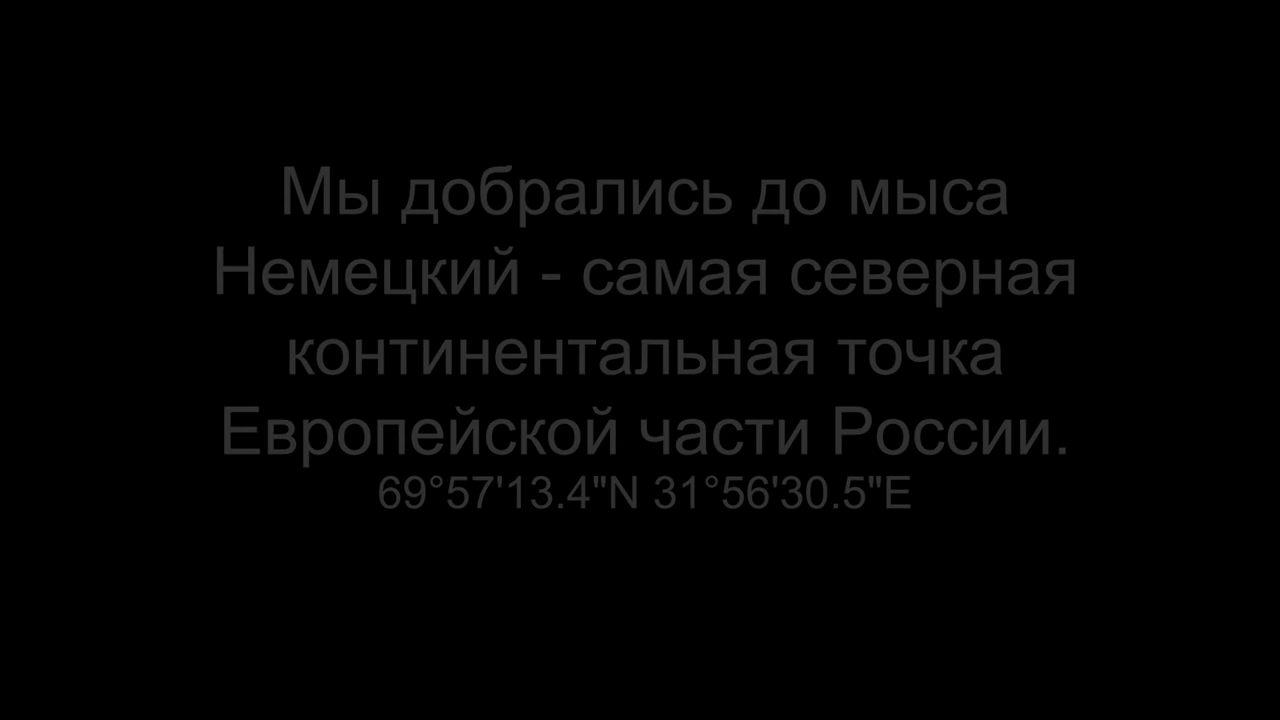 Мы добрались до мыса
Немецкий - самая северная
континентальная точка
Европейской части России.
69°57'13.4"N 31°56'30.5"E